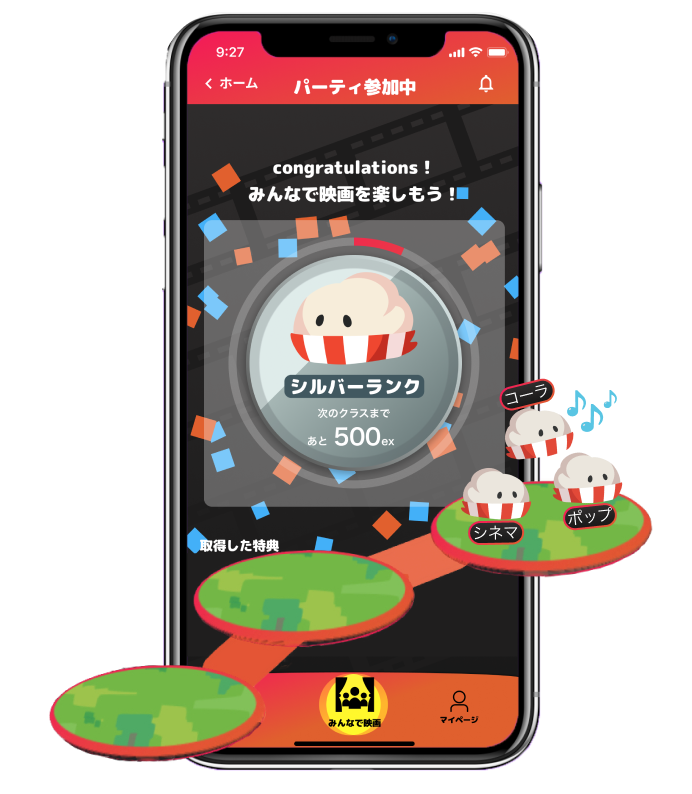 9:27
ホーム
パーティ参加中
congratulations！
みんなで映画を楽しもう！
シルバーランク
次のクラスまで
あと 500ex
コーラ
シネマ
ポップ
取得した特典
みんなで映画
マイページ